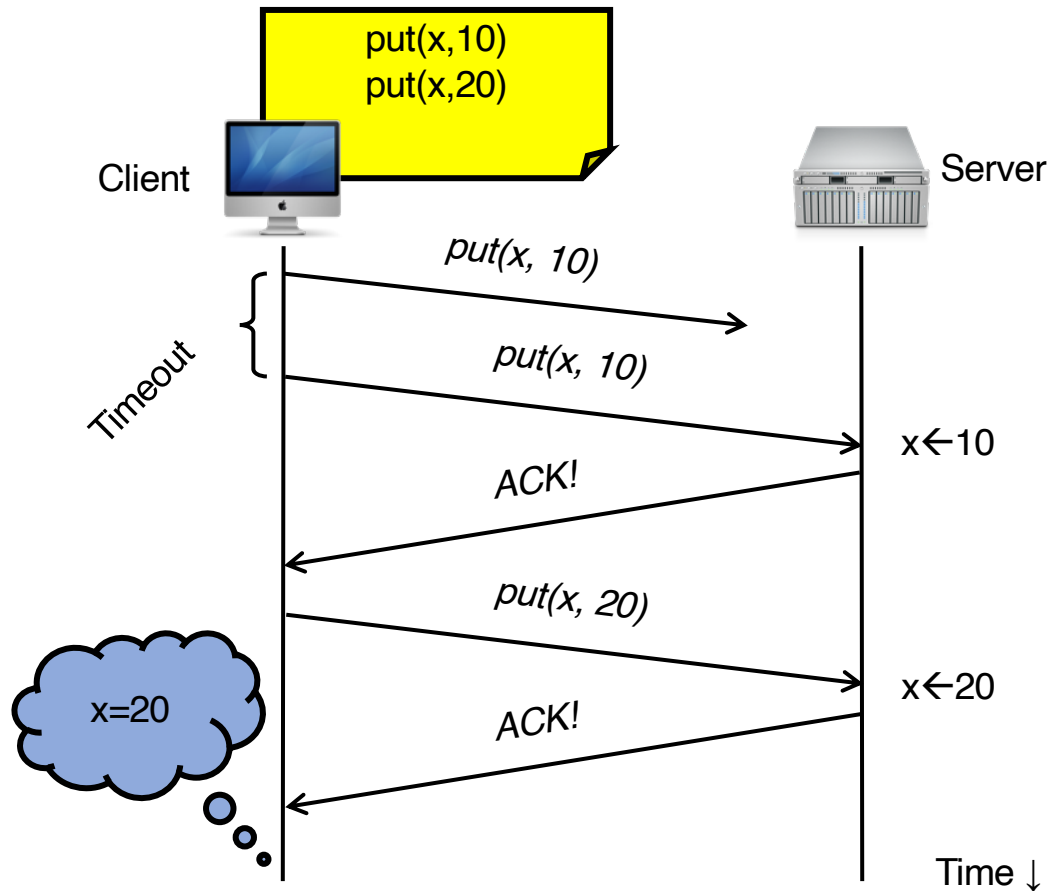 put(x,10)
put(x,20)
Client
Server
put(x, 10)
Timeout
put(x, 10)
x←10
ACK!
put(x, 20)
x←20
x=20
ACK!
Time ↓